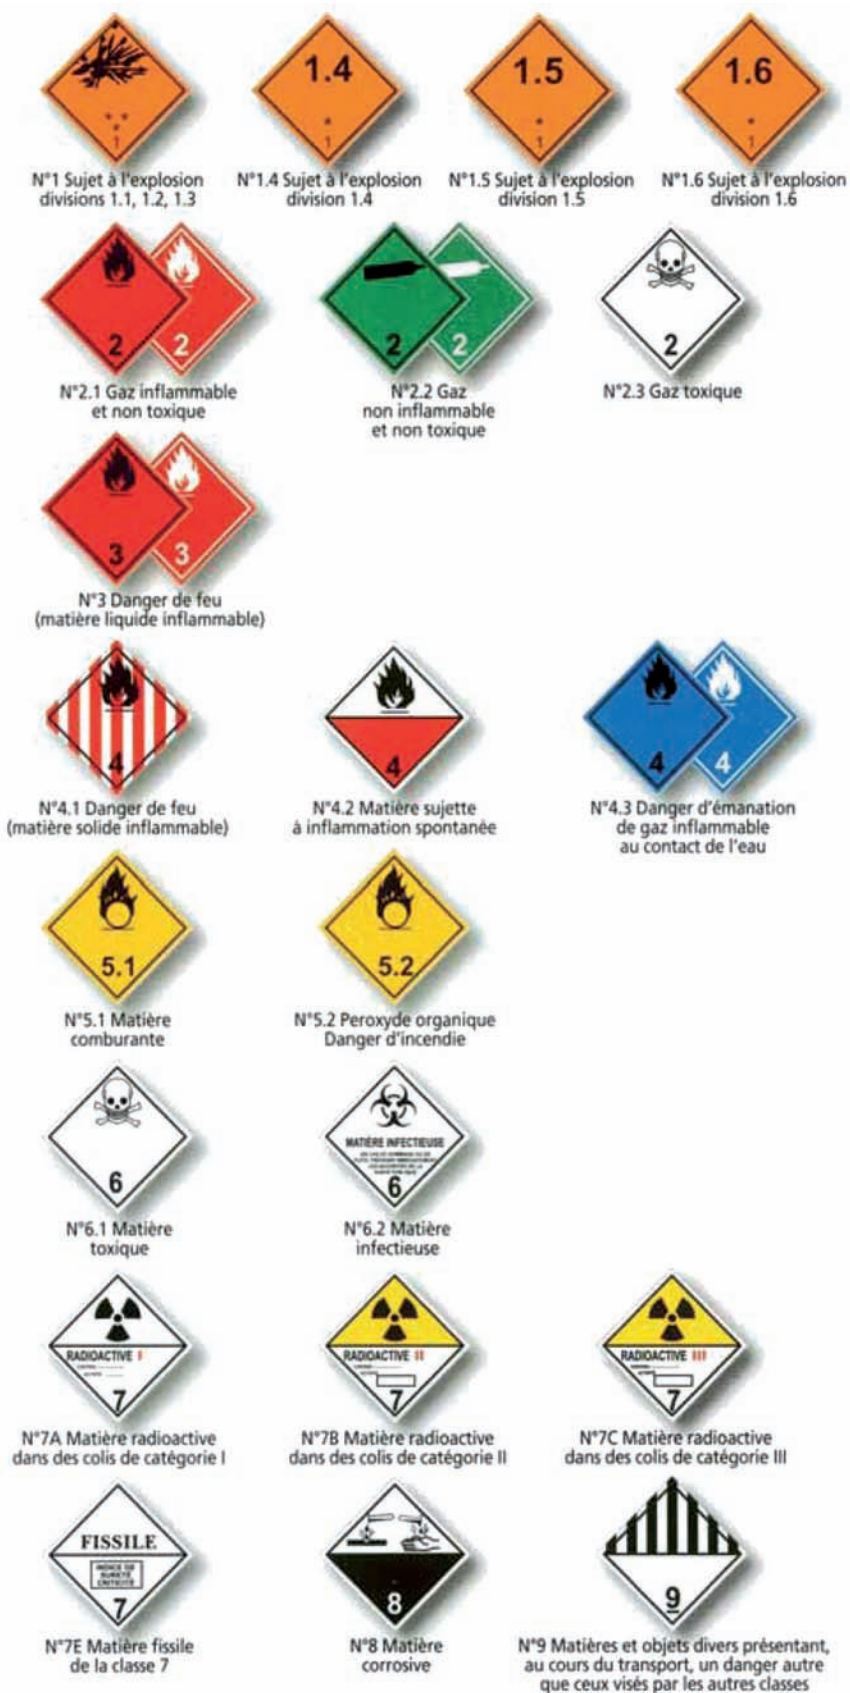 1
1.4
1
1.5
1
1.6
1
N°1 Sujet à l'explosion
divisions 1.1, 1.2, 1.3
N°1.4 Sujet à l'explosion
division 1.4
N°1.5 Sujet à l'explosion
division 1.5
N°1.6 Sujet à l'explosion
division 1.6
2
2
2
2
2
N°2.1 Gaz inflammable
et non toxique
N°2.2 Gaz
non inflammable
et non toxique
N°2.3 Gaz toxique
3
3
N°3 Danger de feu
(matière liquide inflammable)
4
4
4
4
N°4.1 Danger de feu
(matière solide inflammable)
N°4.2 Matière sujette
à inflammation spontanée
N°4.3 Danger d'émanation
de gaz inflammable
au contact de l'eau
5.1
5.2
N°5.1 Matière
comburante
N°5.2 Peroxyde organique
Danger d'incendie
6
MATIÈRE INFECTIEUSE
6
N°6.1 Matière
toxique
N°6.2 Matière
infectieuse
RADIOACTIVE I
7
RADIOACTIVE II
7
RADIOACTIVE III
7
N°7A Matière radioactive
dans des colis de catégorie I
N°7B Matière radioactive
dans des colis de catégorie II
N°7C Matière radioactive
dans des colis de catégorie III
FISSILE
INDICE DE
SURETÉ
CRITICITÉ
7
8
9
N°7E Matière fissile
de la classe 7
N°8 Matière
corrosive
N°9 Matières et objets divers présentant,
au cours du transport, un danger autre
que ceux visés par les autres classes